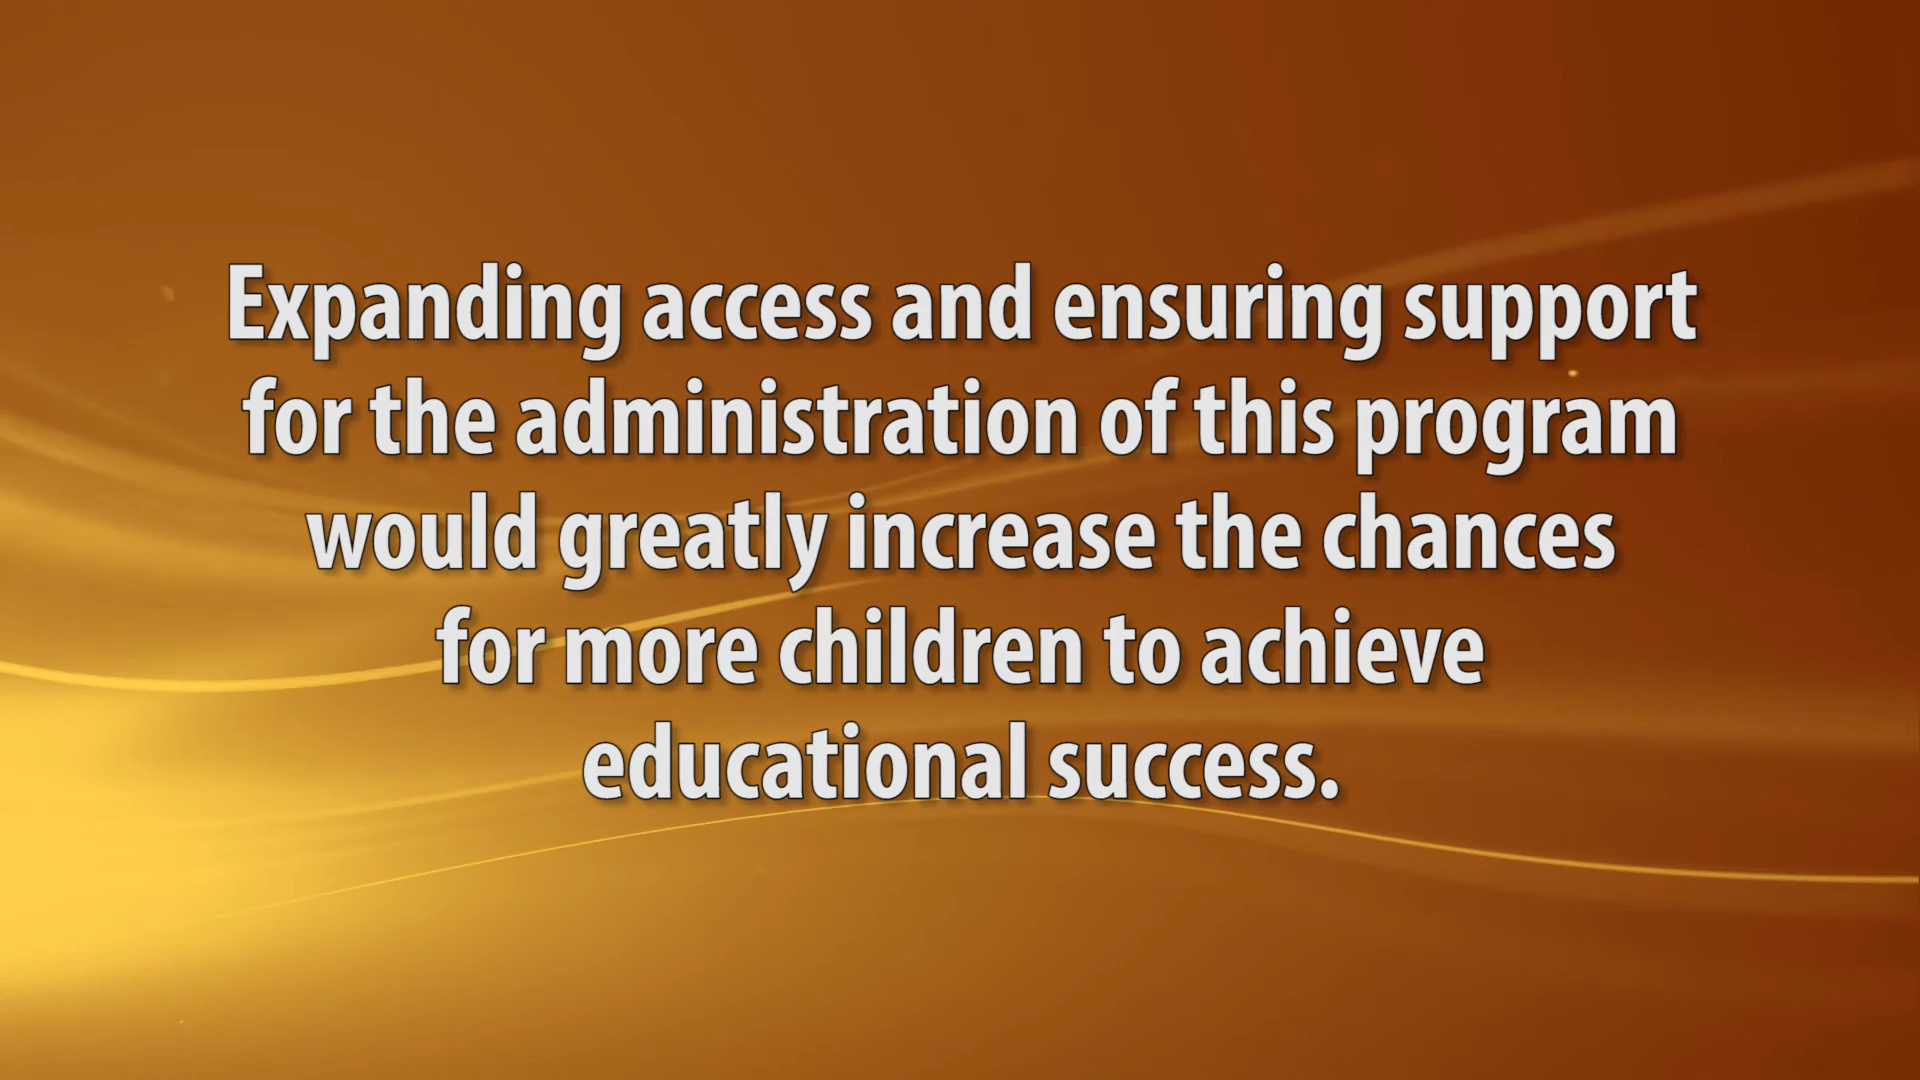 Expanding access and ensuring support
for the administration of this program
would greatly increase the chances
for more children to achieve
educational success.